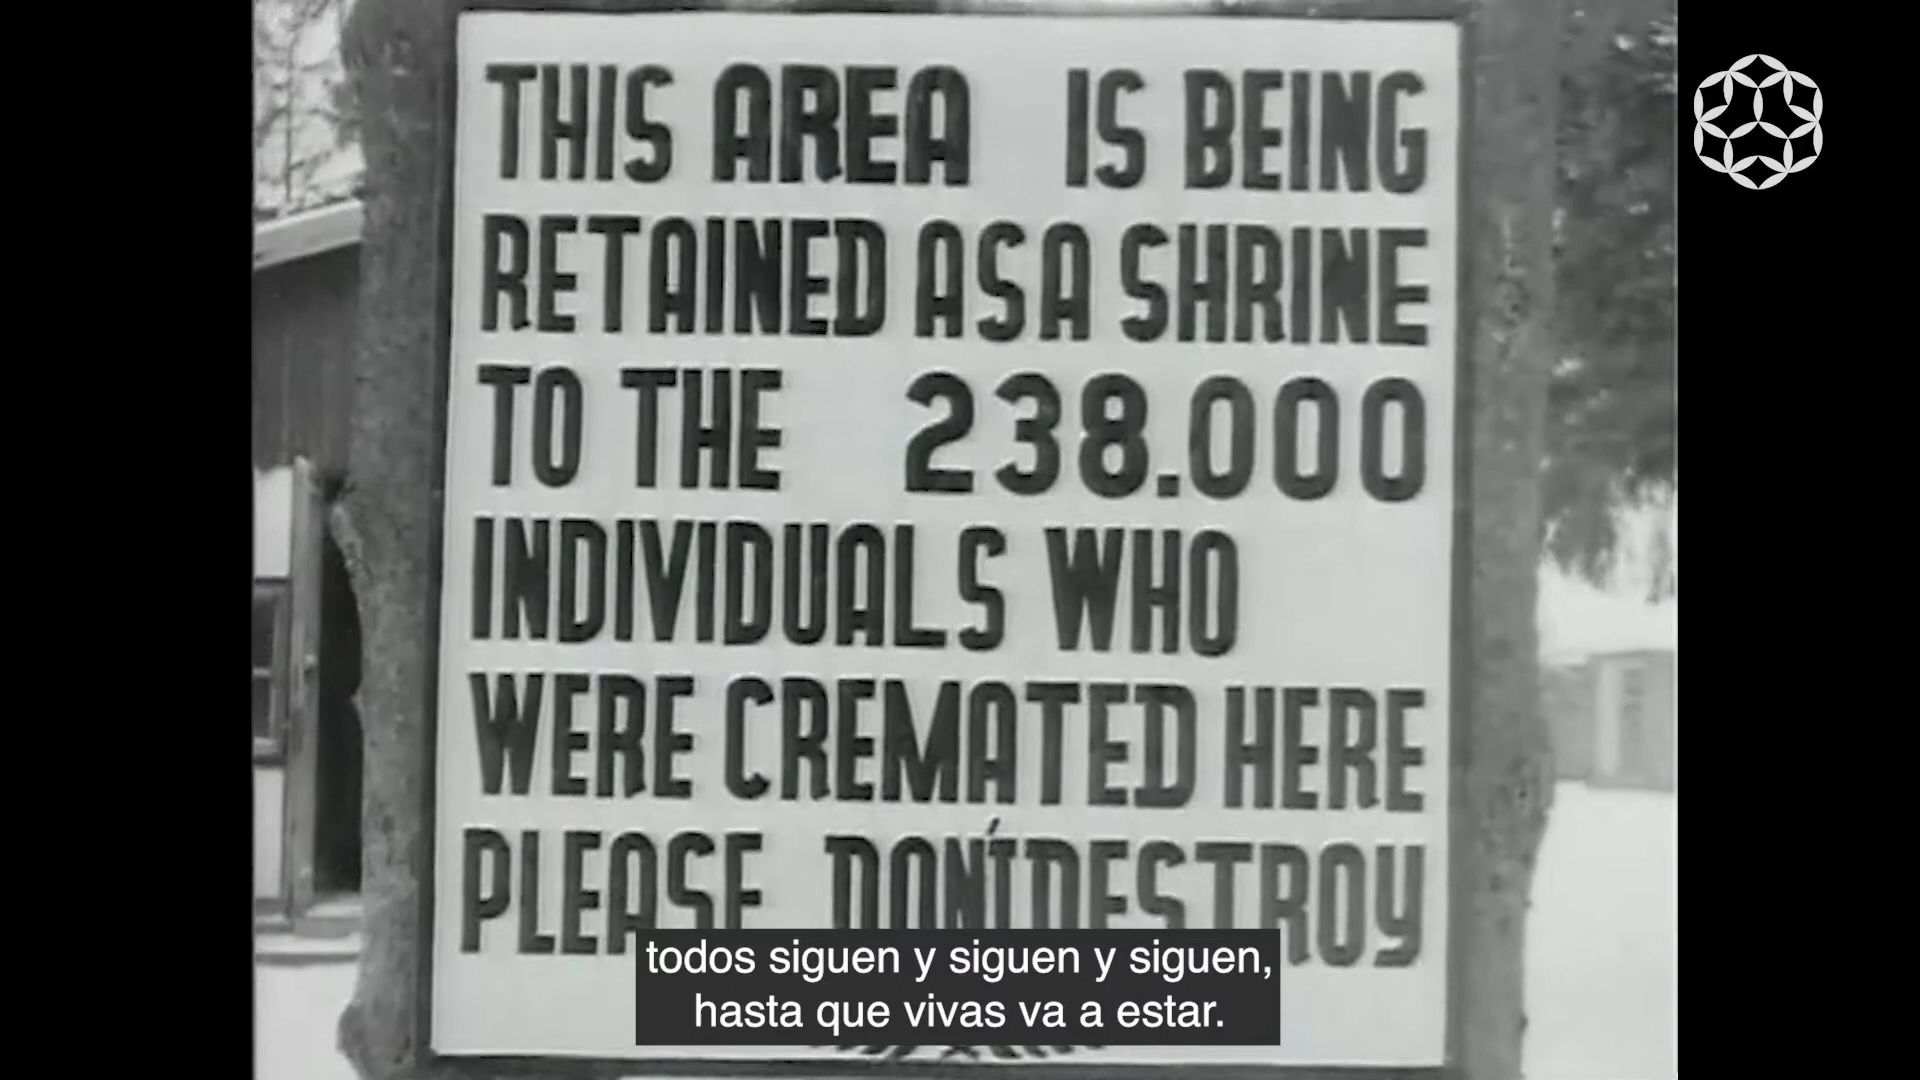 THIS AREA IS BEING
RETAINED AS A SHRINE
TO THE 238.000
INDIVIDUALS WHO
WERE CREMATED HERE
PLEASE DON'T DESTROY
todos siguen y siguen y siguen,
hasta que vivas va a estar.